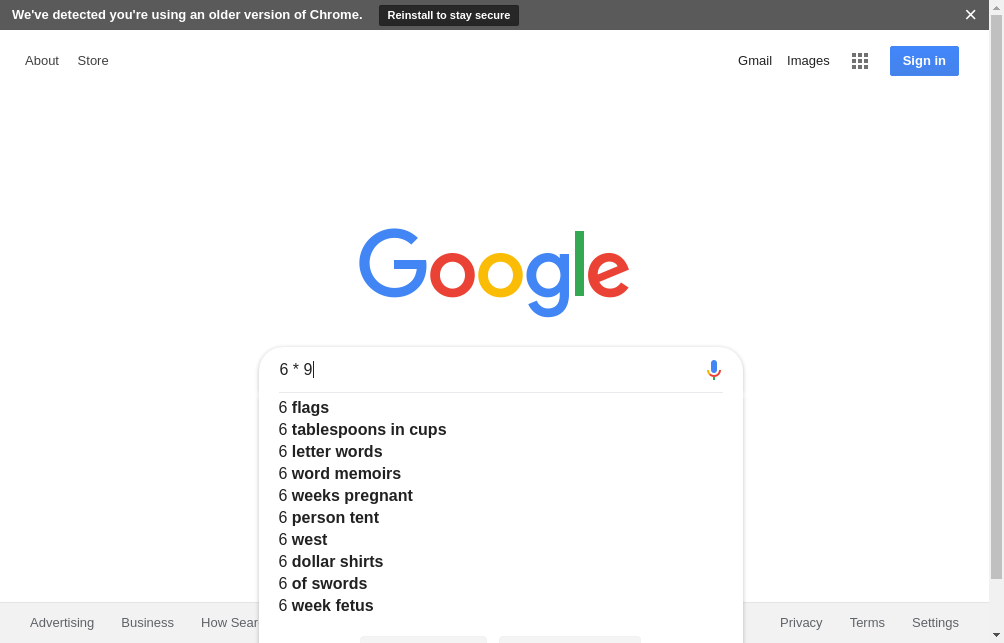 We've detected you're using an older version of Chrome. Reinstall to stay secure
About Store Gmail Images Sign in
Google
6 * 9
6 flags
6 tablespoons in cups
6 letter words
6 word memoirs
6 weeks pregnant
6 person tent
6 west
6 dollar shirts
6 of swords
6 week fetus
Advertising Business How Sear Privacy Terms Settings